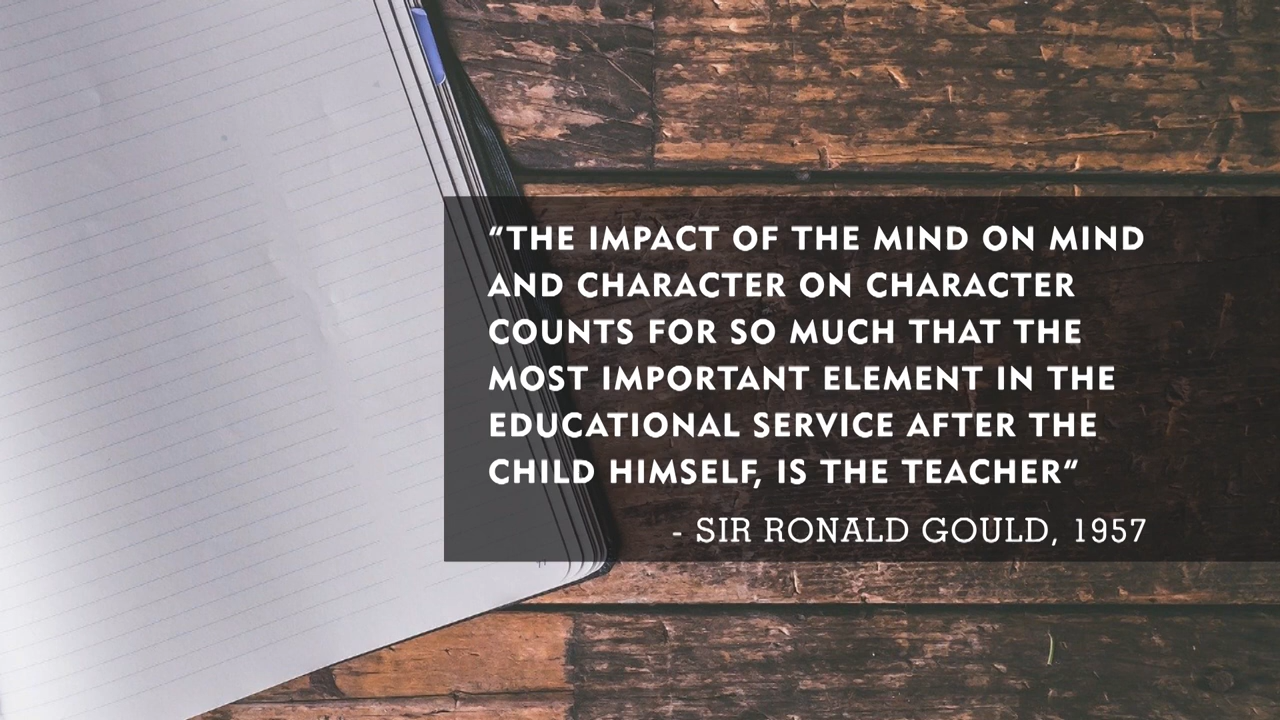 “THE IMPACT OF THE MIND ON MIND
AND CHARACTER ON CHARACTER
COUNTS FOR SO MUCH THAT THE
MOST IMPORTANT ELEMENT IN THE
EDUCATIONAL SERVICE AFTER THE
CHILD HIMSELF, IS THE TEACHER“
- SIR RONALD GOULD, 1957